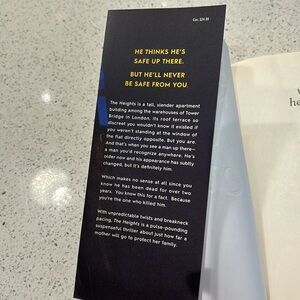 Can. $24.99
HE THINKS HE'S
SAFE UP THERE.
BUT HE'LL NEVER
BE SAFE FROM YOU.
The Heights is a tall, slender apartment
building among the warehouses of Tower
Bridge in London, its roof terrace so
discreet you wouldn't know it existed if
you weren't standing at the window of
the flat directly opposite. But you are.
And that's when you see a man up there—
a man you'd recognize anywhere. He's
older now and his appearance has subtly
changed, but it's definitely him.
Which makes no sense at all since you
know he has been dead for over two
years. You know this for a fact. Because
you're the one who killed him.
With unpredictable twists and breakneck
pacing, The Heights is a pulse-pounding
suspenseful thriller about just how far a
mother will go to protect her family.
he